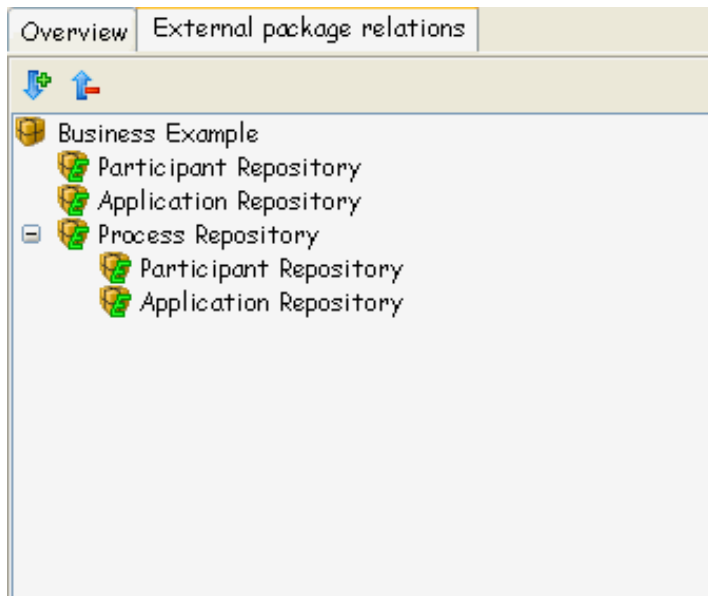 Overview
External package relations
Business Example
Participant Repository
Application Repository
Process Repository
Participant Repository
Application Repository